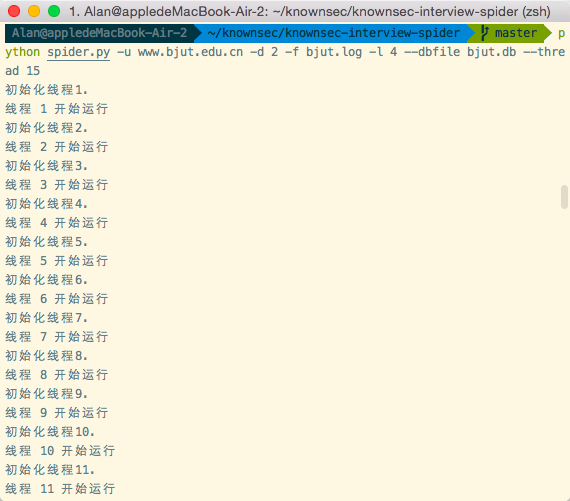 1. Alan@appledeMacBook-Air-2: ~/knownsec/knownsec-interview-spider (zsh)
Alan@appledeMacBook-Air-2 ~/knownsec/knownsec-interview-spider master p
ython spider.py -u www.bjut.edu.cn -d 2 -f bjut.log -l 4 --dbfile bjut.db --thre
ad 15
初始化线程1.
线程 1 开始运行
初始化线程2.
线程 2 开始运行
初始化线程3.
线程 3 开始运行
初始化线程4.
线程 4 开始运行
初始化线程5.
线程 5 开始运行
初始化线程6.
线程 6 开始运行
初始化线程7.
线程 7 开始运行
初始化线程8.
线程 8 开始运行
初始化线程9.
线程 9 开始运行
初始化线程10.
线程 10 开始运行
初始化线程11.
线程 11 开始运行